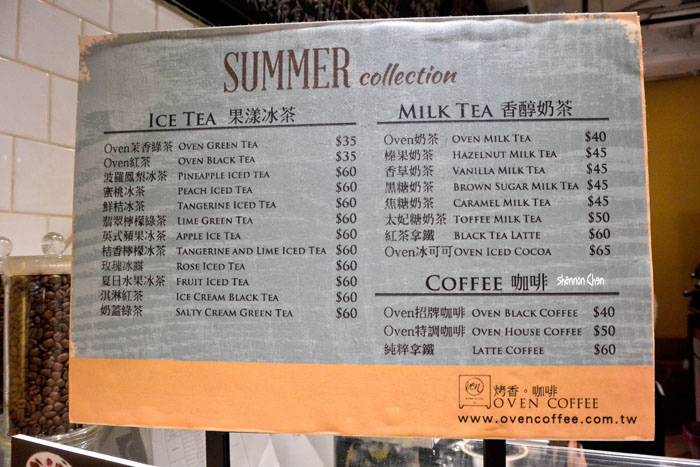 SUMMER collection
ICE TEA 果漾冰茶
Oven茉香綠茶 OVEN GREEN TEA $35
Oven紅茶 OVEN BLACK TEA $35
菠羅鳳梨冰茶 PINEAPPLE ICED TEA $60
蜜桃冰茶 PEACH ICED TEA $60
鮮桔冰茶 TANGERINE ICED TEA $60
翡翠檸檬綠茶 LIME GREEN TEA $60
英式蘋果冰茶 APPLE ICE TEA $60
桔香檸檬冰茶 TANGERINE AND LIME ICED TEA $60
玫瑰冰露 ROSE ICED TEA $60
夏日水果冰茶 FRUIT ICED TEA $60
淇淋紅茶 ICE CREAM BLACK TEA $60
奶蓋綠茶 SALTY CREAM GREEN TEA $60
MILK TEA 香醇奶茶
Oven奶茶 OVEN MILK TEA $40
榛果奶茶 HAZELNUT MILK TEA $45
香草奶茶 VANILLA MILK TEA $45
黑糖奶茶 BROWN SUGAR MILK TEA $45
焦糖奶茶 CARAMEL MILK TEA $45
太妃糖奶茶 TOFFEE MILK TEA $50
紅茶拿鐵 BLACK TEA LATTE $60
Oven冰可可 OVEN ICED COCOA $65
COFFEE 咖啡 Shannon Chen
Oven招牌咖啡 OVEN BLACK COFFEE $40
Oven特調咖啡 OVEN HOUSE COFFEE $50
純粹拿鐵 LATTE COFFEE $60
烤香。咖啡
OVEN COFFEE
www.ovencoffee.com.tw